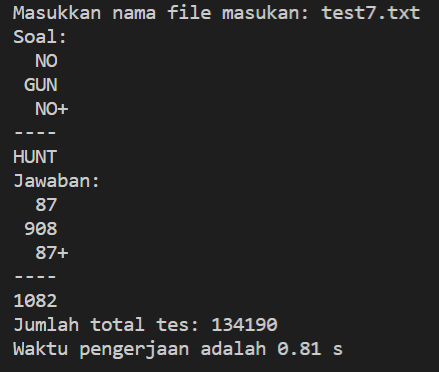 Masukkan nama file masukan: test7.txt
Soal:
  NO
 GUN
  NO+
----
HUNT
Jawaban:
  87
 908
  87+
----
1082
Jumlah total tes: 134190
Waktu pengerjaan adalah 0.81 s